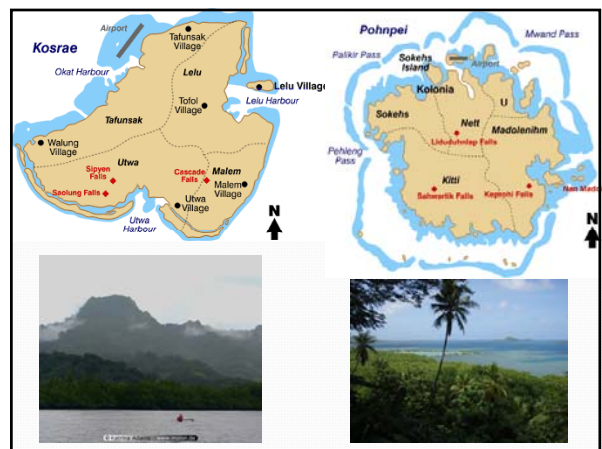 Kosrae
Airport
Okat Harbour
Tafunsak
Village
Lelu
Lelu Village
Lelu Harbour
Tofol
Village
Tafunsak
Walung
Village
Utwa
Sipyen
Falls
Saolung Falls
Cascade
Falls
Malem
Malem
Village
Utwa
Village
Utwa
Harbour
N
Pohnpei
Mwand Pass
Palikir Pass
Sokehs
Island
Airport
Kolonia
U
Sokehs
Nett
Madolenihm
Liduduhnlap Falls
Pehleng
Pass
Kitti
Sahwartik Falls
Kepirohi Falls
Nan Madol
N